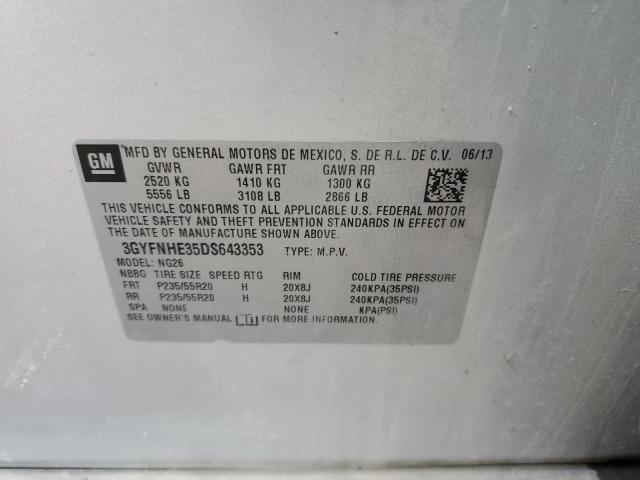 GM
MFD BY GENERAL MOTORS DE MEXICO, S. DE R.L. DE C.V. 06/13
GVWR GAWR FRT GAWR RR
2520 KG 1410 KG 1300 KG
5556 LB 3108 LB 2866 LB
THIS VEHICLE CONFORMS TO ALL APPLICABLE U.S. FEDERAL MOTOR
VEHICLE SAFETY AND THEFT PREVENTION STANDARDS IN EFFECT ON
THE DATE OF MANUFACTURE SHOWN ABOVE.
3GYFNHE35DS643353 TYPE: M.P.V.
MODEL: NG26
NBBG TIRE SIZE SPEED RTG RIM COLD TIRE PRESSURE
FRT P235/55R20 H 20X8J 240KPA(35PSI)
RR P235/55R20 H 20X8J 240KPA(35PSI)
SPA NONE NONE KPA(PSI)
SEE OWNER'S MANUAL FOR MORE INFORMATION